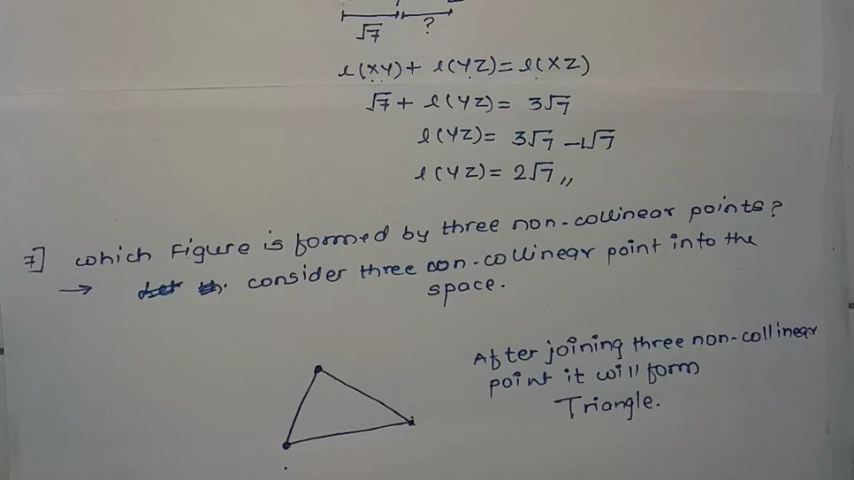 √7 ?
l(XY) + l(YZ) = l(XZ)
√7 + l(YZ) = 3√7
l(YZ) = 3√7 - 1√7
l(YZ) = 2√7,,
7] which Figure is formed by three non-collinear points?
→ consider three non-collinear point into the
space.
After joining three non-collinear
point it will form
Triangle.